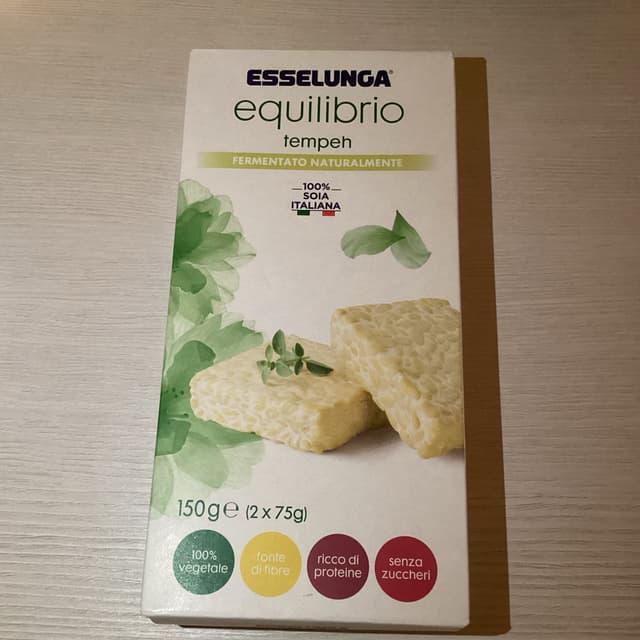 ESSELUNGA®
equilibrio
tempeh
FERMENTATO NATURALMENTE
100%
SOIA
ITALIANA
150g℮ (2 x 75g)
100%
vegetale
fonte
di fibre
ricco di
proteine
senza
zuccheri